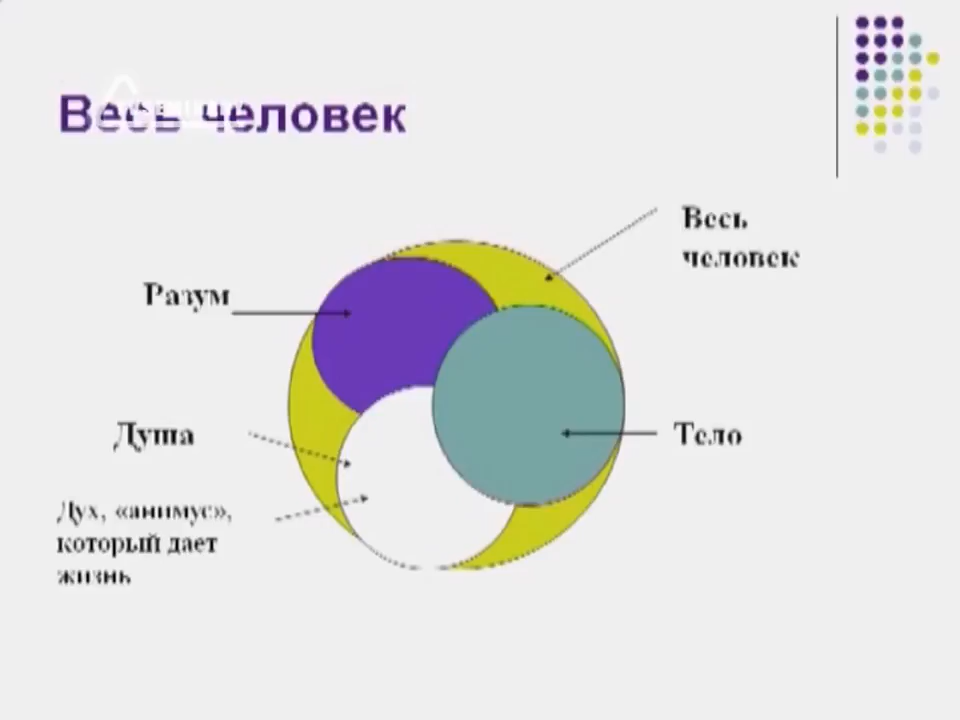 Весь человек
Весь
человек
Разум
Душа
Тело
Дух, «анимус»,
который дает
жизнь